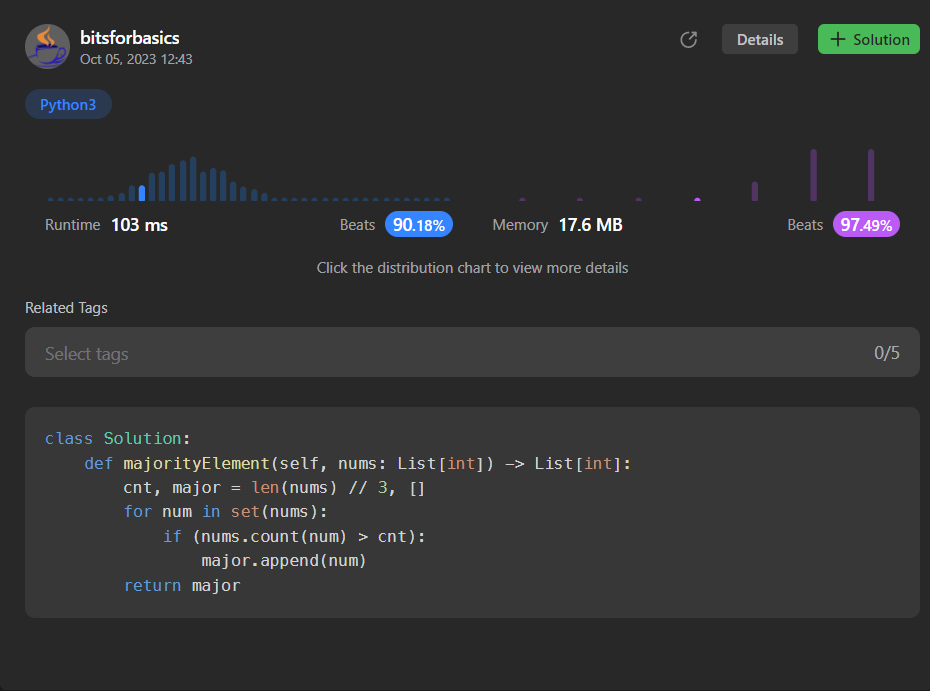 bitsforbasics
Oct 05, 2023 12:43
Details
+ Solution
Python3
Runtime 103 ms Beats 90.18% Memory 17.6 MB Beats 97.49%
Click the distribution chart to view more details
Related Tags
Select tags 0/5
class Solution:
    def majorityElement(self, nums: List[int]) -> List[int]:
        cnt, major = len(nums) // 3, []
        for num in set(nums):
            if (nums.count(num) > cnt):
                major.append(num)
        return major